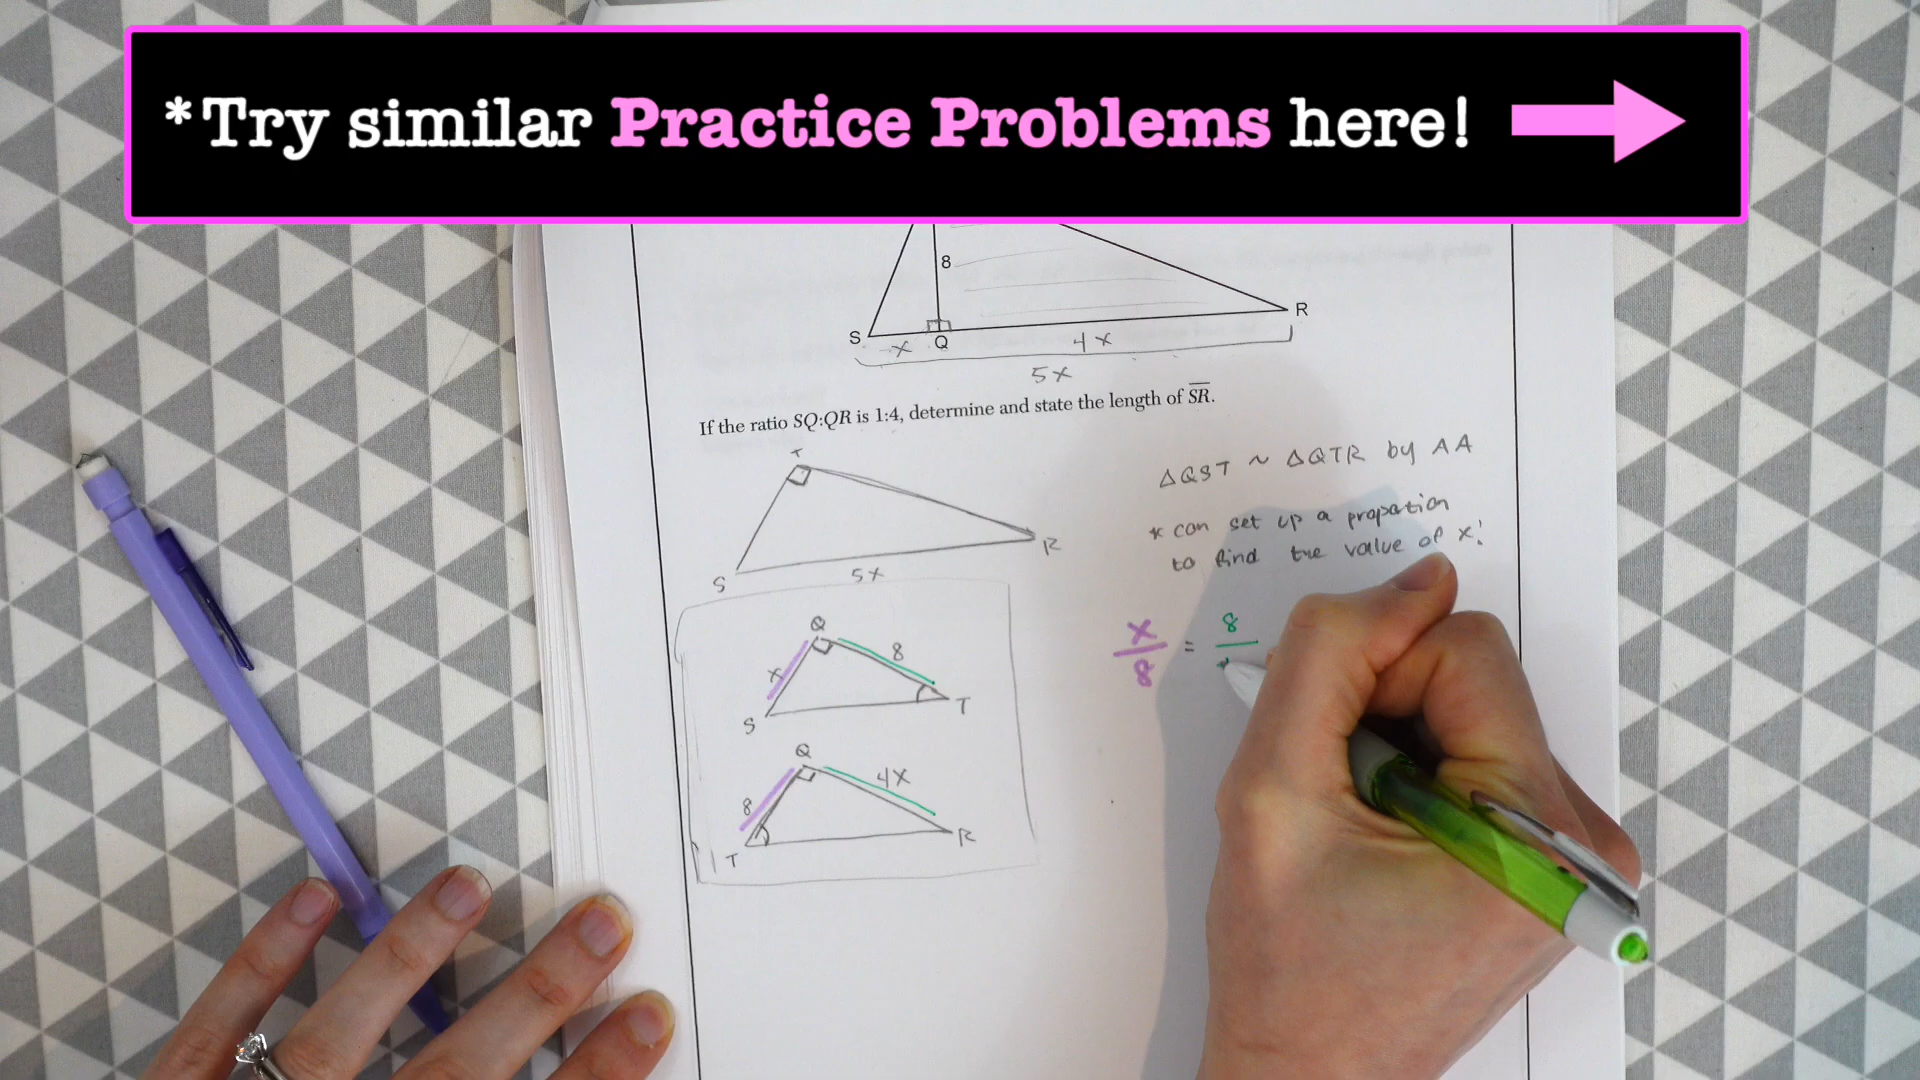 *Try similar Practice Problems here!
8
R
S
x
Q
4x
5x
If the ratio SQ:QR is 1:4, determine and state the length of SR.
T
S
R
5x
△QST ~ △QTR by AA
* can set up a proportion
to find the value of x!
x/8 = 8/
Q
x
8
S
T
Q
8
4x
T
R